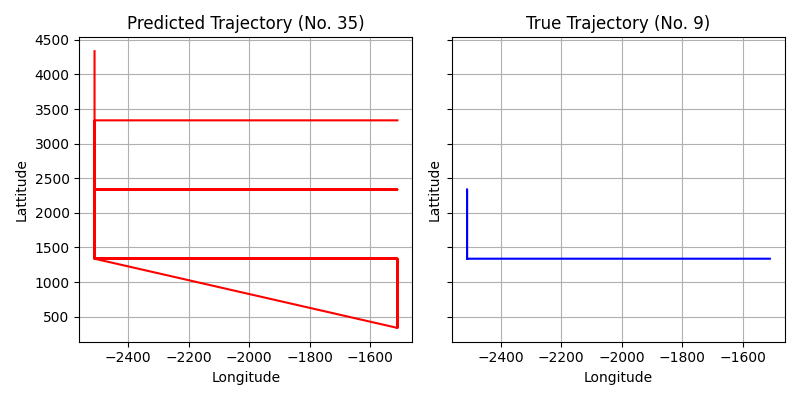 Predicted Trajectory (No. 35)
True Trajectory (No. 9)
4500
4000
3500
3000
2500
2000
1500
1000
500
Lattitude
Lattitude
−2400 −2200 −2000 −1800 −1600
−2400 −2200 −2000 −1800 −1600
Longitude
Longitude